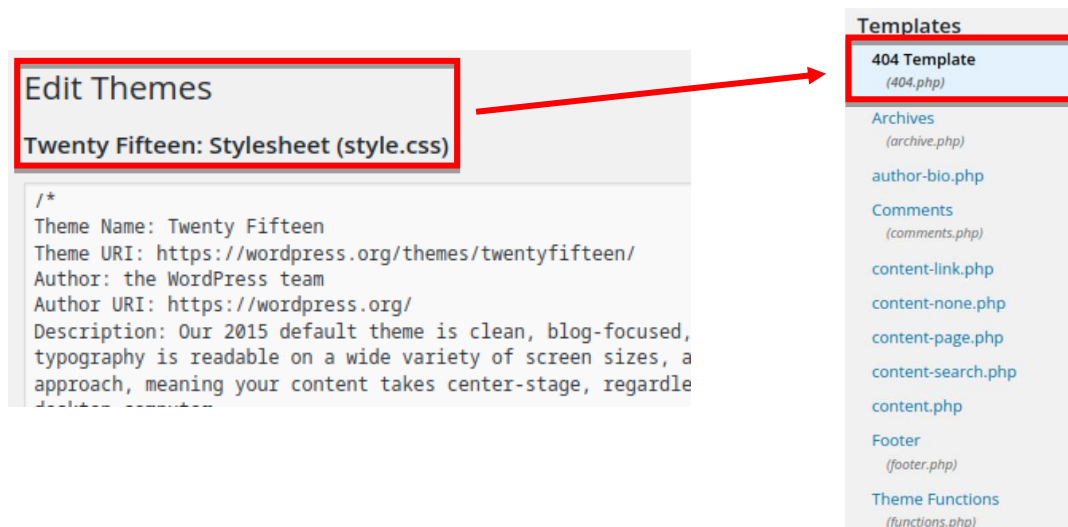 Edit Themes
Twenty Fifteen: Stylesheet (style.css)
/*
Theme Name: Twenty Fifteen
Theme URI: https://wordpress.org/themes/twentyfifteen/
Author: the WordPress team
Author URI: https://wordpress.org/
Description: Our 2015 default theme is clean, blog-focused,
typography is readable on a wide variety of screen sizes, a
approach, meaning your content takes center-stage, regardle
Templates
404 Template
(404.php)
Archives
(archive.php)
author-bio.php
Comments
(comments.php)
content-link.php
content-none.php
content-page.php
content-search.php
content.php
Footer
(footer.php)
Theme Functions
(functions.php)